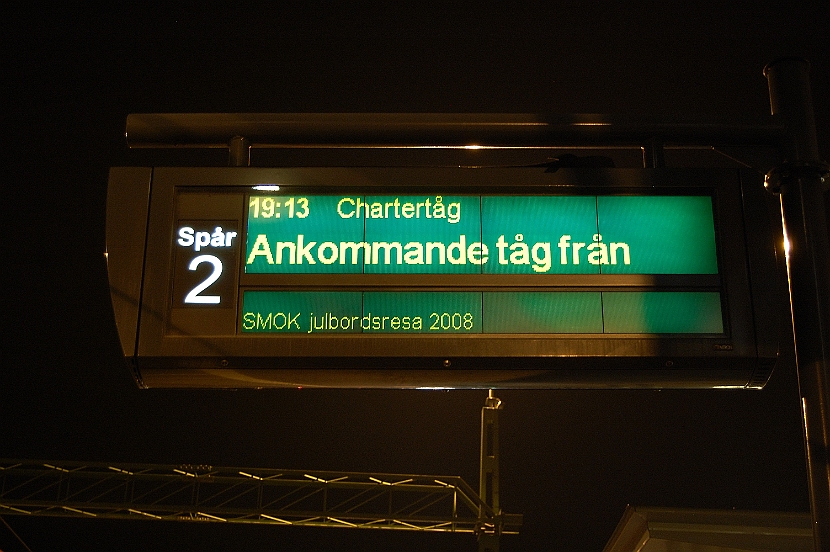 19:13 Chartertåg
Spår
2
Ankommande tåg från
SMOK julbordsresa 2008